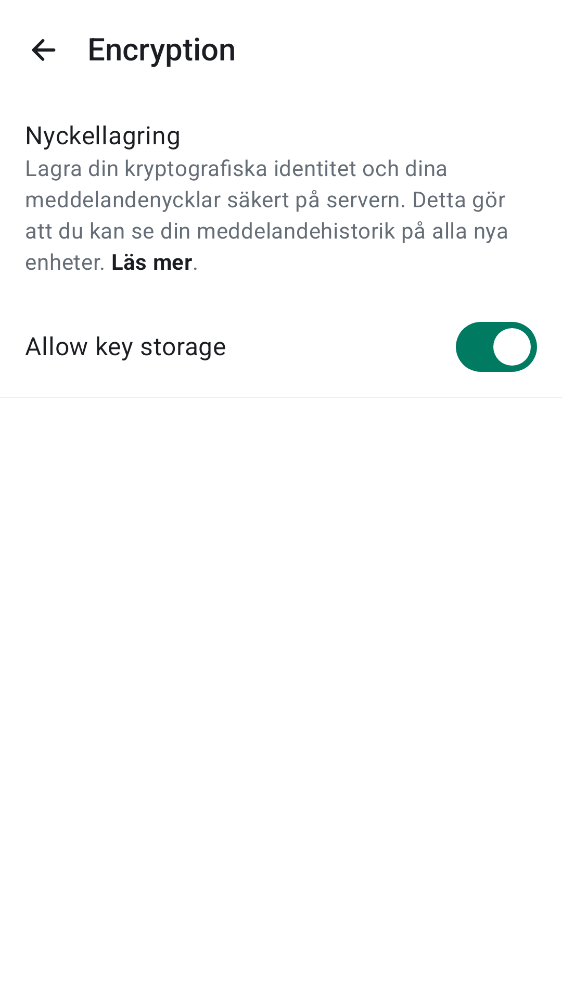 Encryption
Nyckellagring
Lagra din kryptografiska identitet och dina
meddelandenycklar säkert på servern. Detta gör
att du kan se din meddelandehistorik på alla nya
enheter. Läs mer.
Allow key storage